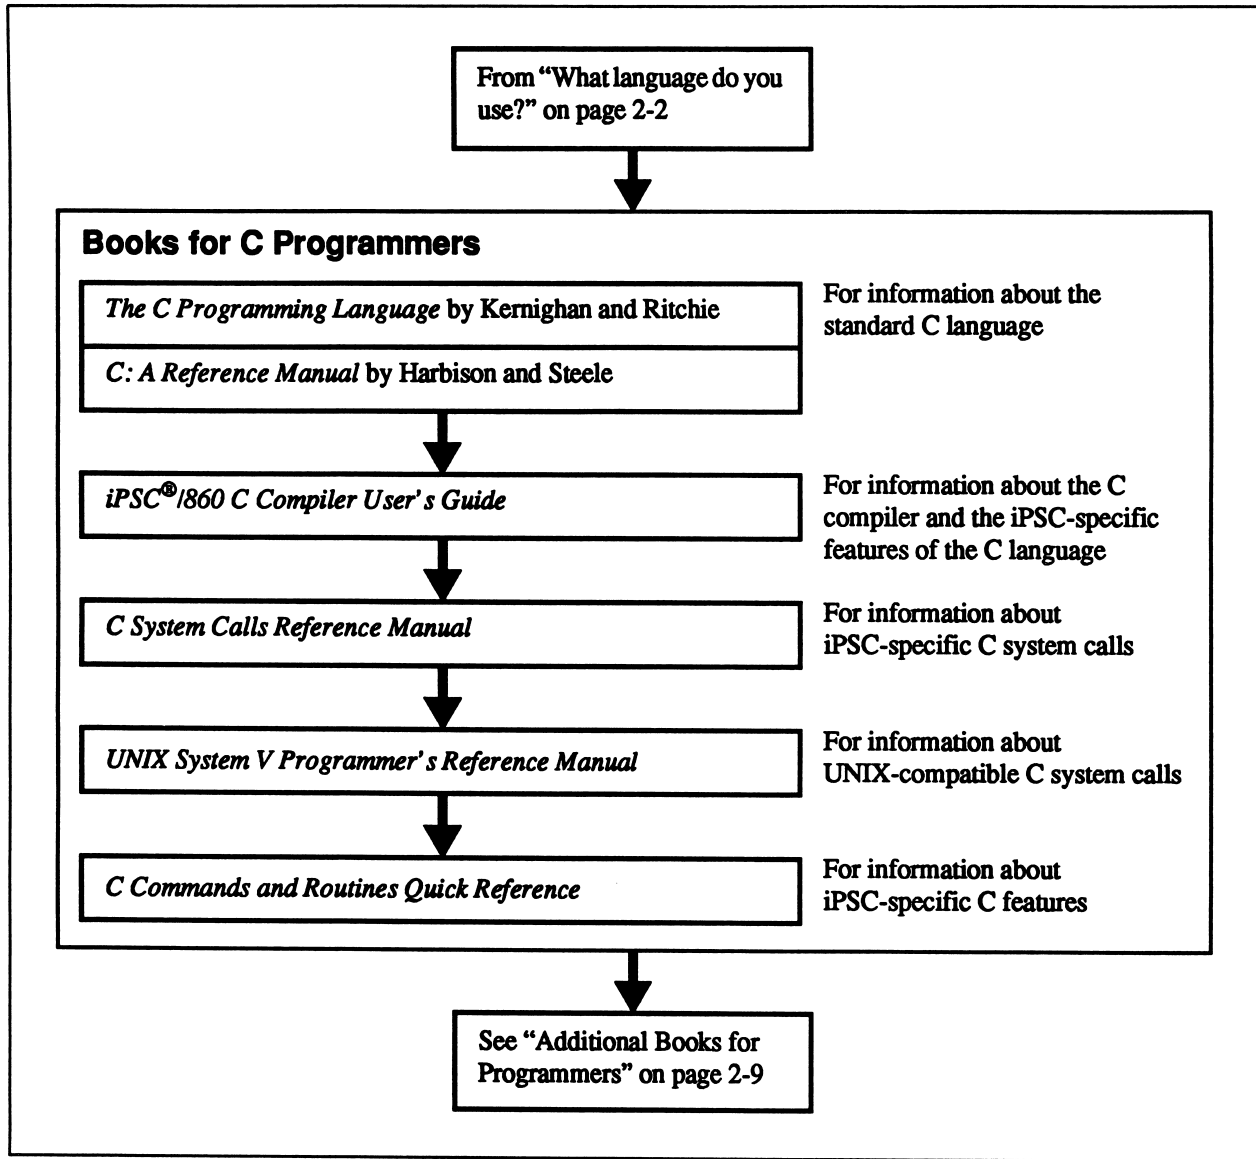 From “What language do you
use?” on page 2-2
Books for C Programmers
The C Programming Language by Kernighan and Ritchie
For information about the
standard C language
C: A Reference Manual by Harbison and Steele
iPSC®/860 C Compiler User's Guide
For information about the C
compiler and the iPSC-specific
features of the C language
C System Calls Reference Manual
For information about
iPSC-specific C system calls
UNIX System V Programmer's Reference Manual
For information about
UNIX-compatible C system calls
C Commands and Routines Quick Reference
For information about
iPSC-specific C features
See “Additional Books for
Programmers” on page 2-9